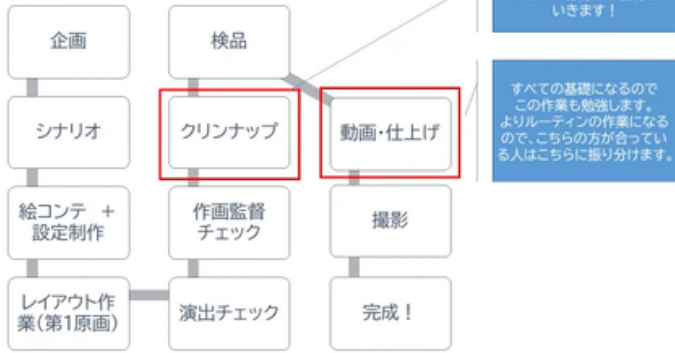 企画
シナリオ
絵コンテ ＋
設定制作
レイアウト作
業(第1原画)
検品
クリンナップ
作画監督
チェック
演出チェック
動画・仕上げ
撮影
完成！
いきます！
すべての基礎になるので
この作業も勉強します。
よりルーティンの作業になる
ので、こちらの方が合ってい
る人はこちらに振り分けます。